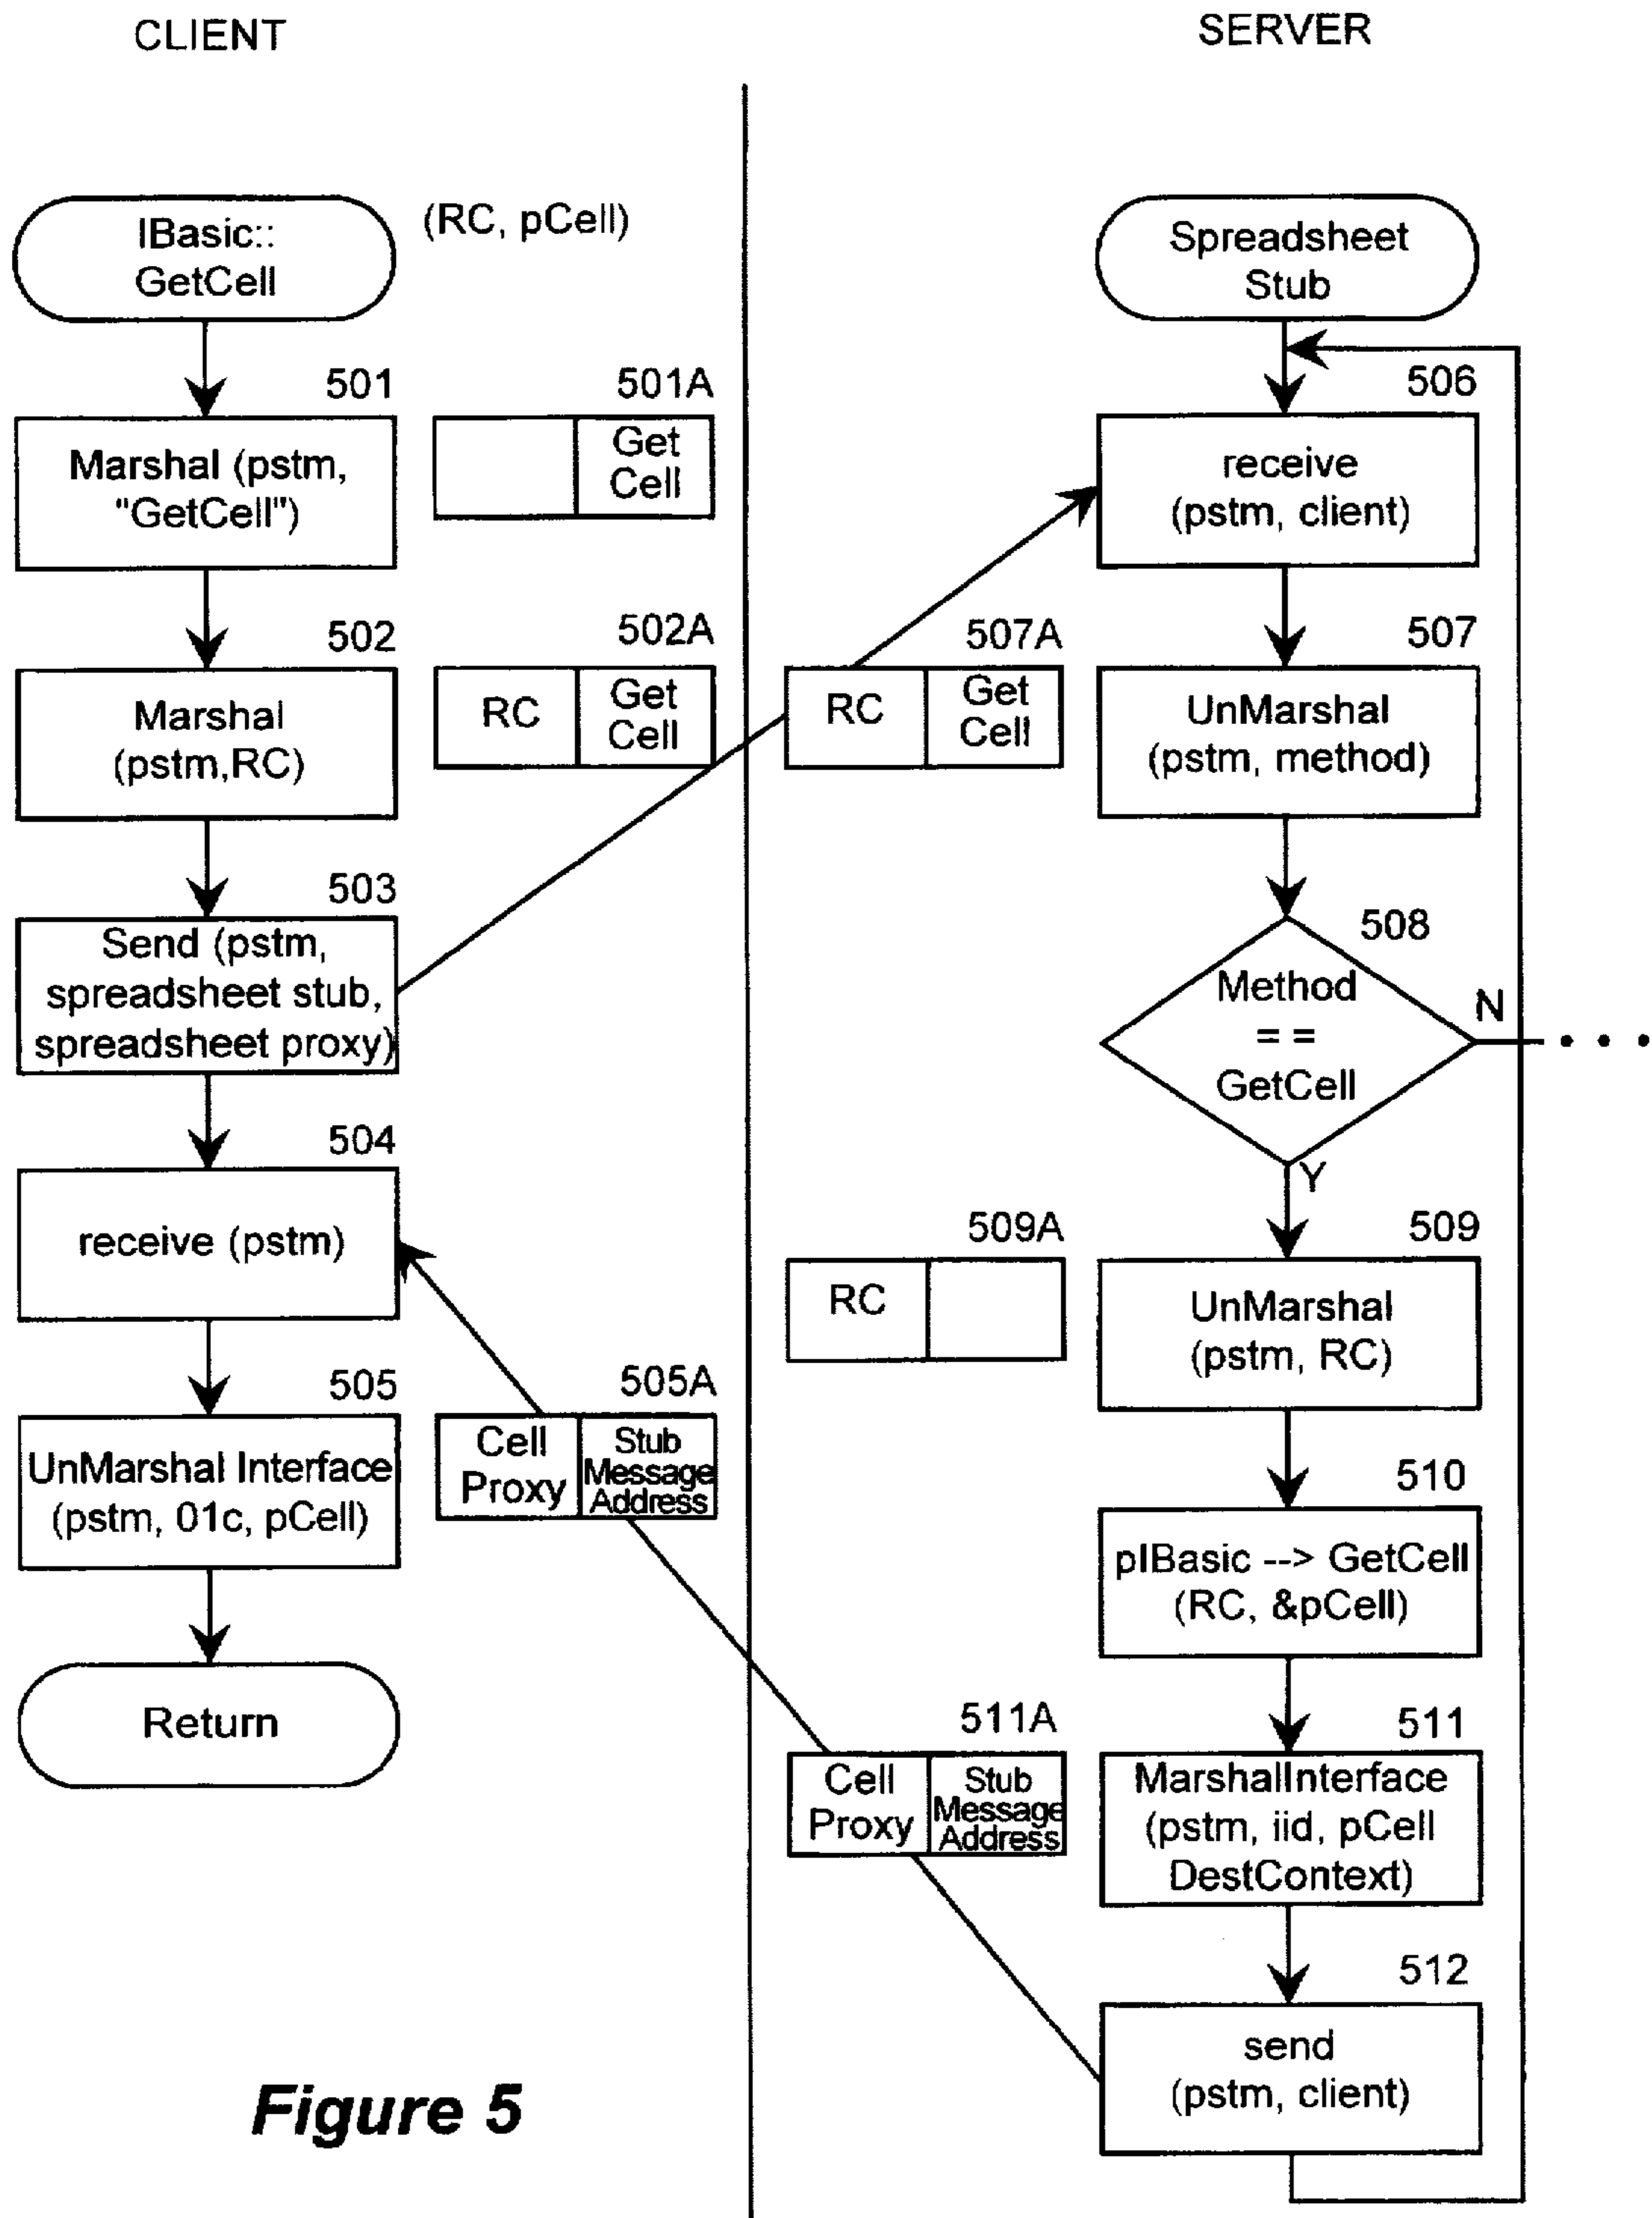 CLIENT
SERVER
IBasic::
GetCell
(RC, pCell)
501
Marshal (pstm,
"GetCell")
501A
Get
Cell
502
Marshal
(pstm,RC)
502A
RC
Get
Cell
503
Send (pstm,
spreadsheet stub,
spreadsheet proxy)
504
receive (pstm)
505
UnMarshal Interface
(pstm, 01c, pCell)
505A
Cell
Proxy
Stub
Message
Address
Return
Spreadsheet
Stub
506
receive
(pstm, client)
507A
RC
Get
Cell
507
UnMarshal
(pstm, method)
508
Method
= =
GetCell
N
• • •
Y
509A
RC
509
UnMarshal
(pstm, RC)
510
pIBasic --> GetCell
(RC, &pCell)
511A
Cell
Proxy
Stub
Message
Address
511
MarshalInterface
(pstm, iid, pCell
DestContext)
512
send
(pstm, client)
Figure 5